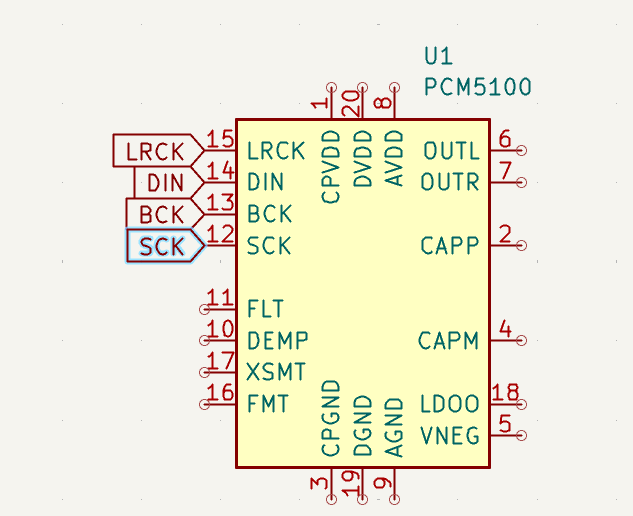 U1
PCM5100
1 20 8
CPVDD DVDD AVDD
LRCK 15 LRCK OUTL 6
DIN 14 DIN OUTR 7
BCK 13 BCK
SCK 12 SCK CAPP 2
11 FLT
10 DEMP CAPM 4
17 XSMT
16 FMT LDOO 18
VNEG 5
CPGND DGND AGND
3 19 9